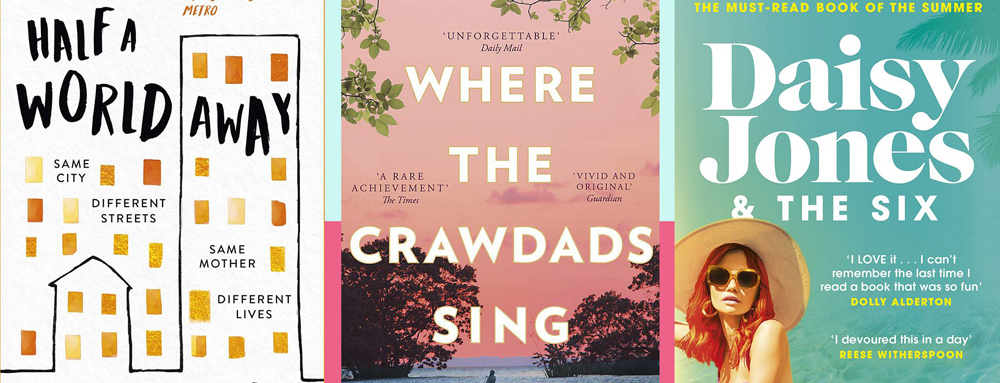 METRO
HALF A
WORLD AWAY
SAME
CITY
DIFFERENT
STREETS
SAME
MOTHER
DIFFERENT
LIVES
'UNFORGETTABLE'
Daily Mail
WHERE
THE
'A RARE
ACHIEVEMENT'
The Times
'VIVID AND
ORIGINAL'
Guardian
CRAWDADS
SING
THE MUST-READ BOOK OF THE SUMMER
Daisy
Jones
& THE SIX
'I LOVE it . . . I can't
remember the last time I
read a book that was so fun'
DOLLY ALDERTON
'I devoured this in a day'
REESE WITHERSPOON